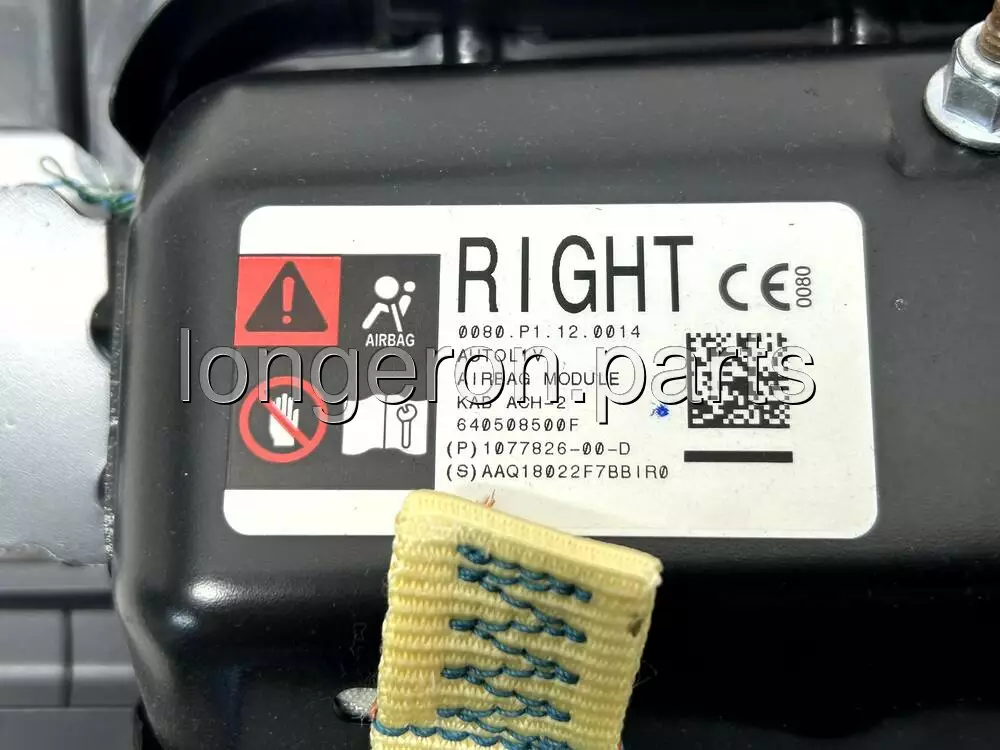 RIGHT
CE
0080
AIRBAG
0080.P1.12.0014
AUTOLIV
AIRBAG MODULE
KAB ACH-2
640508500F
(P)1077826-00-D
(S)AAQ18022F7BBIR0
longeron.parts